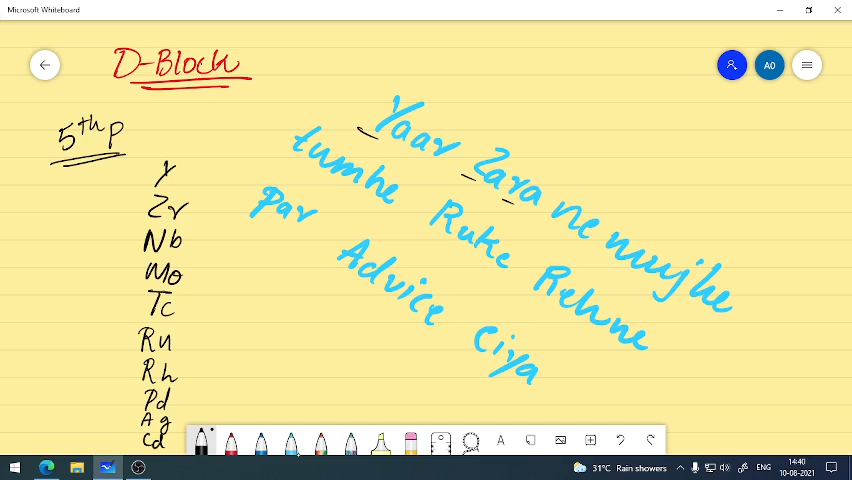 Microsoft Whiteboard
D-Block
A0
5th P
Y
Zr
Nb
Mo
Tc
Ru
Rh
Pd
Ag
Cd
Yaar Zara ne mujhe
tumhe Ruke Rehne
Par Advice Ciya
A
31°C Rain showers
ENG
14:40
10-08-2021